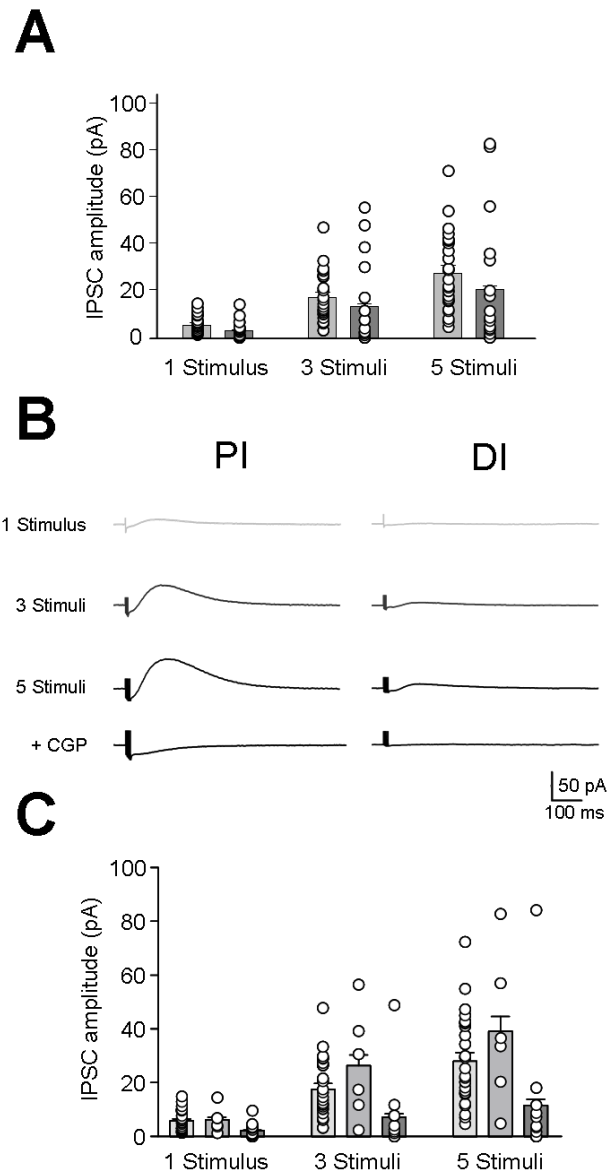 A
100
80
60
40
20
0
IPSC amplitude (pA)
1 Stimulus 3 Stimuli 5 Stimuli
B
PI DI
1 Stimulus
3 Stimuli
5 Stimuli
+ CGP
50 pA
100 ms
C
100
80
60
40
20
0
IPSC amplitude (pA)
1 Stimulus 3 Stimuli 5 Stimuli